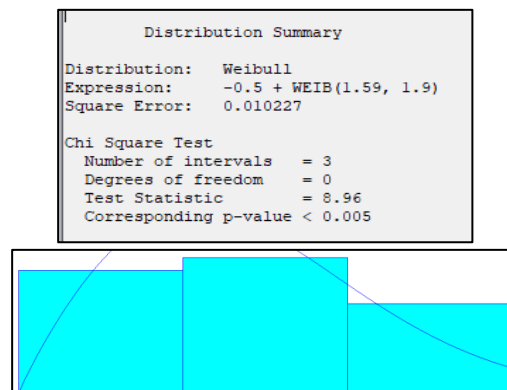 Distribution Summary
Distribution: Weibull
Expression: -0.5 + WEIB(1.59, 1.9)
Square Error: 0.010227
Chi Square Test
Number of intervals = 3
Degrees of freedom = 0
Test Statistic = 8.96
Corresponding p-value < 0.005